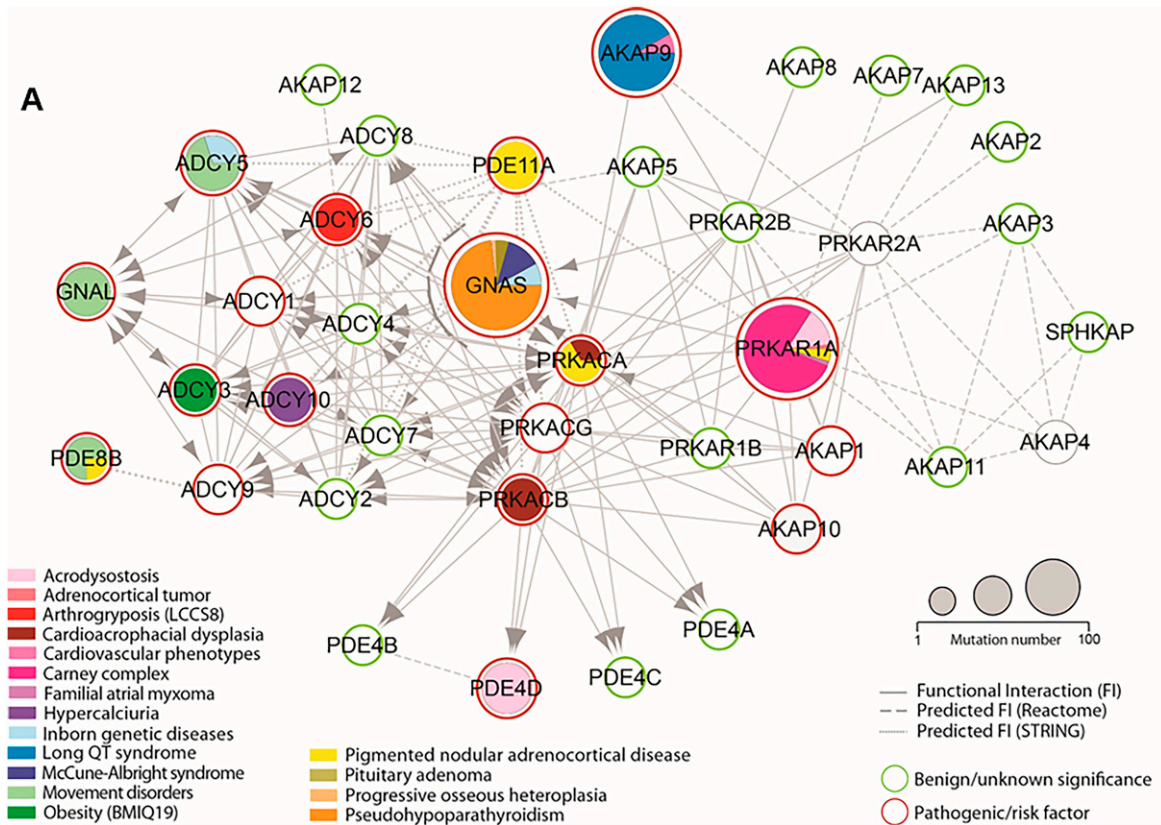 A
AKAP9
AKAP8
AKAP7
AKAP13
AKAP12
ADCY8
AKAP2
ADCY5
PDE11A
AKAP5
ADCY6
PRKAR2B
PRKAR2A
AKAP3
GNAL
ADCY1
GNAS
ADCY4
SPHKAP
PRKACA
PRKAR1A
ADCY3
ADCY10
PRKACG
ADCY7
PRKAR1B
AKAP1
AKAP4
PDE8B
AKAP11
ADCY9
ADCY2
PRKACB
AKAP10
PDE4B
PDE4A
PDE4D
PDE4C
Acrodysostosis
Adrenocortical tumor
Arthrogryposis (LCCS8)
Cardioacrophacial dysplasia
Cardiovascular phenotypes
Carney complex
Familial atrial myxoma
Hypercalciuria
Inborn genetic diseases
Long QT syndrome
McCune-Albright syndrome
Movement disorders
Obesity (BMIQ19)
Pigmented nodular adrenocortical disease
Pituitary adenoma
Progressive osseous heteroplasia
Pseudohypoparathyroidism
1 Mutation number 100
Functional Interaction (FI)
Predicted FI (Reactome)
Predicted FI (STRING)
Benign/unknown significance
Pathogenic/risk factor